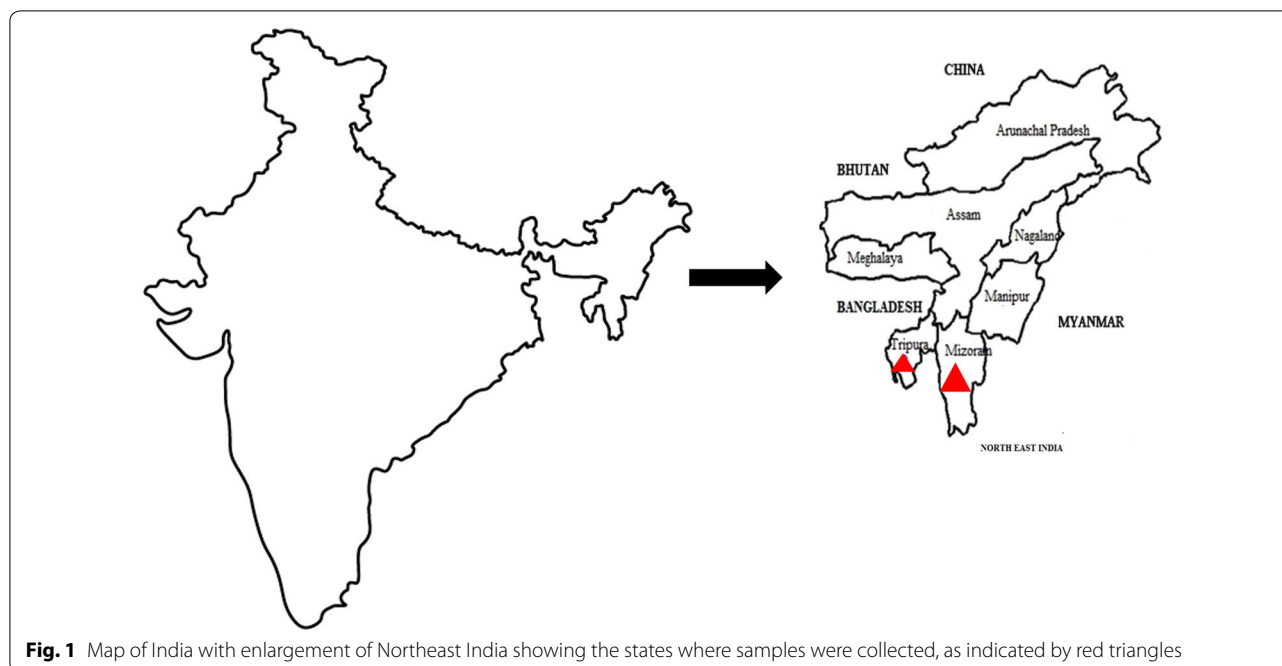 CHINA
Arunachal Pradesh
BHUTAN
Assam
Nagaland
Meghalaya
Manipur
BANGLADESH
MYANMAR
Tripura
Mizoram
NORTH EAST INDIA
Fig. 1 Map of India with enlargement of Northeast India showing the states where samples were collected, as indicated by red triangles